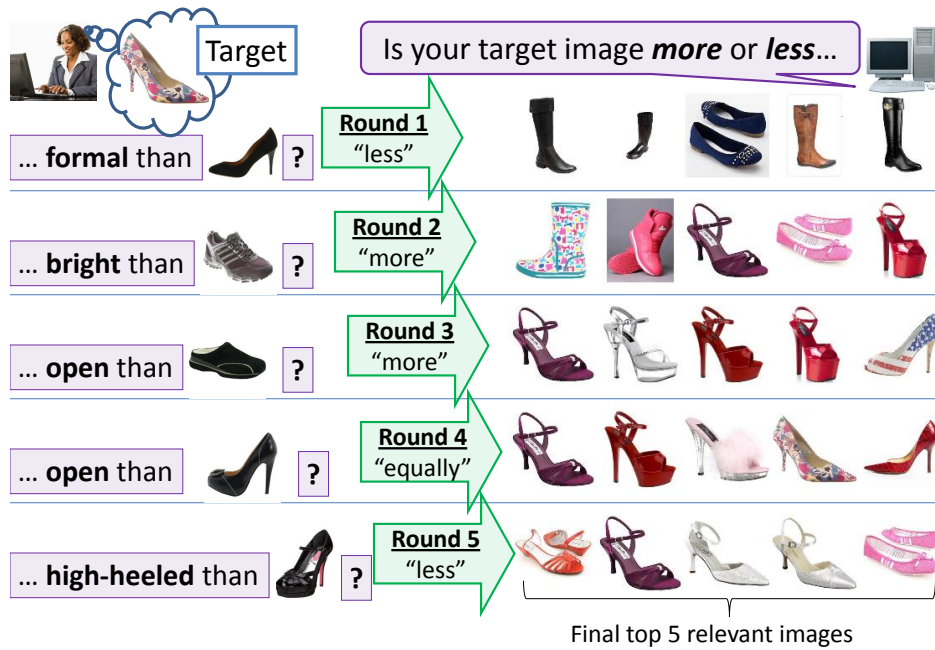 Target
Is your target image more or less...
... formal than
?
Round 1
“less”
... bright than
?
Round 2
“more”
... open than
?
Round 3
“more”
... open than
?
Round 4
“equally”
... high-heeled than
?
Round 5
“less”
Final top 5 relevant images